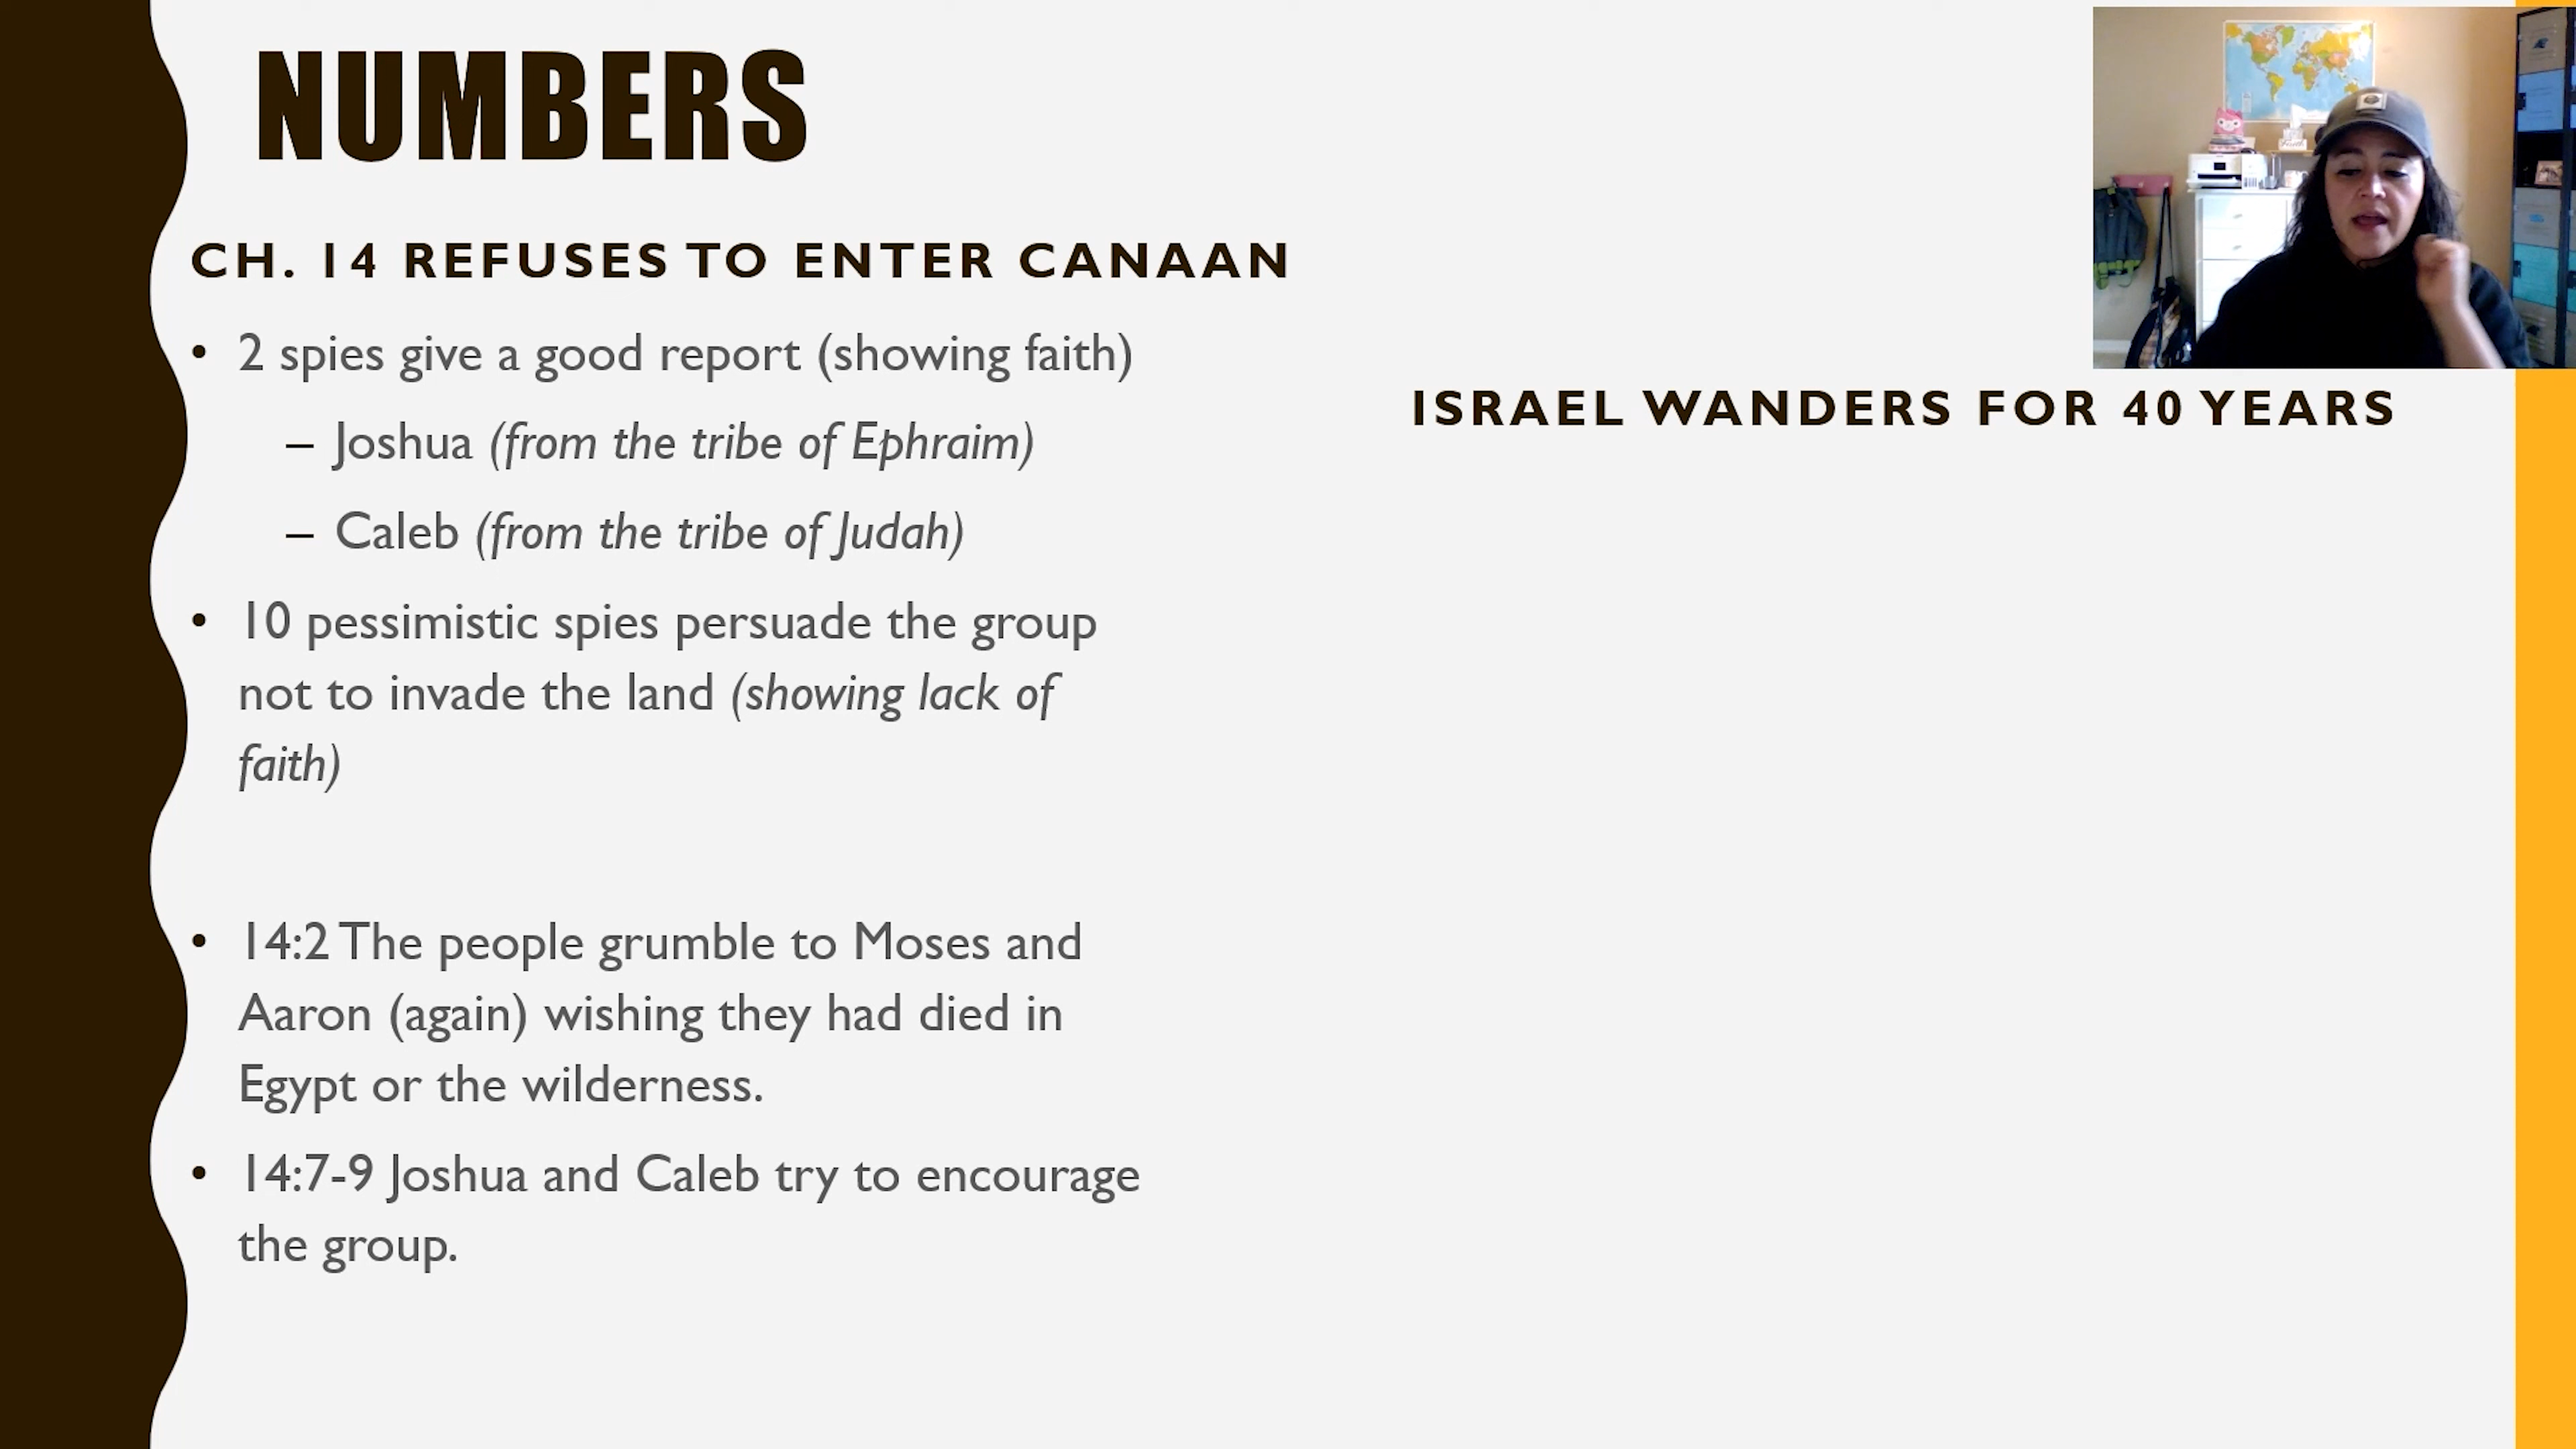 NUMBERS
CH. 14 REFUSES TO ENTER CANAAN
• 2 spies give a good report (showing faith)
– Joshua (from the tribe of Ephraim)
– Caleb (from the tribe of Judah)
• 10 pessimistic spies persuade the group
not to invade the land (showing lack of
faith)
• 14:2 The people grumble to Moses and
Aaron (again) wishing they had died in
Egypt or the wilderness.
• 14:7-9 Joshua and Caleb try to encourage
the group.
ISRAEL WANDERS FOR 40 YEARS